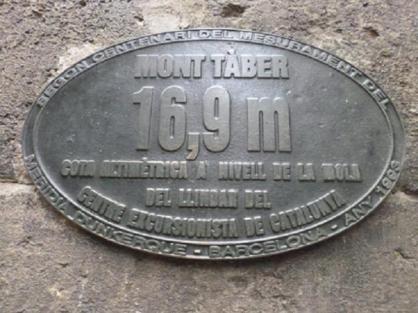 SEGON CENTENARI DEL MESURAMENT DEL
MONT TÀBER
16,9 m
COTA ALTIMÈTRICA A NIVELL DE LA MOLA
DEL LLINDAR DEL
CENTRE EXCURSIONISTA DE CATALUNYA
MERIDIÀ DUNKERQUE - BARCELONA - ANY 1993